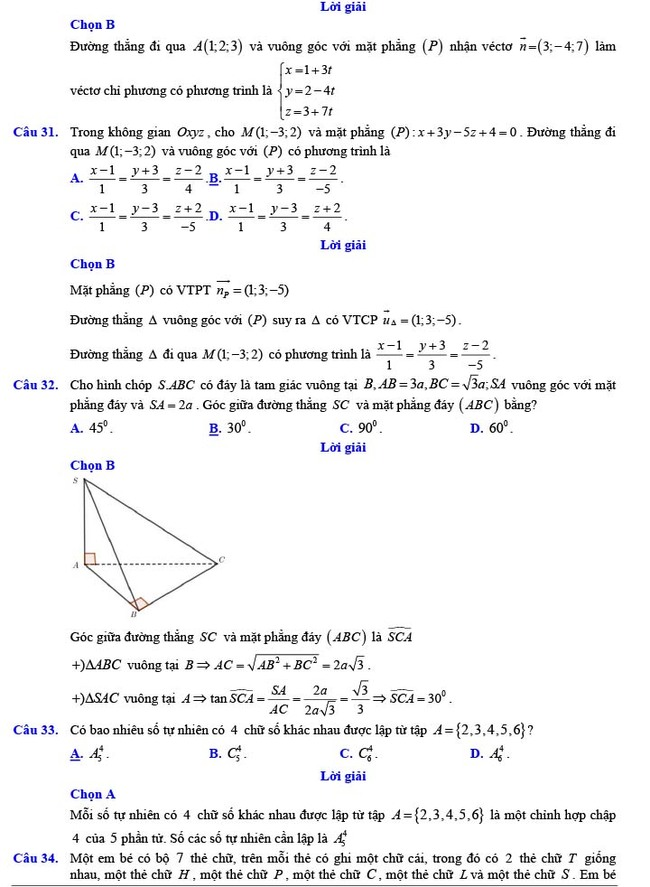 Lời giải
Chọn B
Đường thẳng đi qua A(1;2;3) và vuông góc với mặt phẳng (P) nhận véctơ n⃗=(3;−4;7) làm
véctơ chỉ phương có phương trình là { x=1+3t
y=2−4t
z=3+7t
Câu 31. Trong không gian Oxyz, cho M(1;−3;2) và mặt phẳng (P): x+3y−5z+4=0. Đường thẳng đi
qua M(1;−3;2) và vuông góc với (P) có phương trình là
A. (x−1)/1 = (y+3)/3 = (z−2)/4. B. (x−1)/1 = (y+3)/3 = (z−2)/−5.
C. (x−1)/1 = (y−3)/3 = (z+2)/−5. D. (x−1)/1 = (y−3)/3 = (z+2)/4.
Lời giải
Chọn B
Mặt phẳng (P) có VTPT n_P = (1;3;−5)
Đường thẳng Δ vuông góc với (P) suy ra Δ có VTCP u⃗_Δ = (1;3;−5).
Đường thẳng Δ đi qua M(1;−3;2) có phương trình là (x−1)/1 = (y+3)/3 = (z−2)/−5.
Câu 32. Cho hình chóp S.ABC có đáy là tam giác vuông tại B, AB=3a, BC=√3a; SA vuông góc với mặt
phẳng đáy và SA=2a. Góc giữa đường thẳng SC và mặt phẳng đáy (ABC) bằng?
A. 45⁰. B. 30⁰. C. 90⁰. D. 60⁰.
Lời giải
Chọn B
S
A
C
B
Góc giữa đường thẳng SC và mặt phẳng đáy (ABC) là SCA
+)ΔABC vuông tại B ⇒ AC = √(AB²+BC²) = 2a√3.
+)ΔSAC vuông tại A ⇒ tan SCA = SA/AC = 2a/(2a√3) = √3/3 ⇒ SCA = 30⁰.
Câu 33. Có bao nhiêu số tự nhiên có 4 chữ số khác nhau được lập từ tập A={2,3,4,5,6}?
A. A₅⁴. B. C₅⁴. C. C₆⁴. D. A₆⁴.
Lời giải
Chọn A
Mỗi số tự nhiên có 4 chữ số khác nhau được lập từ tập A={2,3,4,5,6} là một chỉnh hợp chập
4 của 5 phần tử. Số các số tự nhiên cần lập là A₅⁴
Câu 34. Một em bé có bộ 7 thẻ chữ, trên mỗi thẻ có ghi một chữ cái, trong đó có 2 thẻ chữ T giống
nhau, một thẻ chữ H, một thẻ chữ P, một thẻ chữ C, một thẻ chữ L và một thẻ chữ S. Em bé